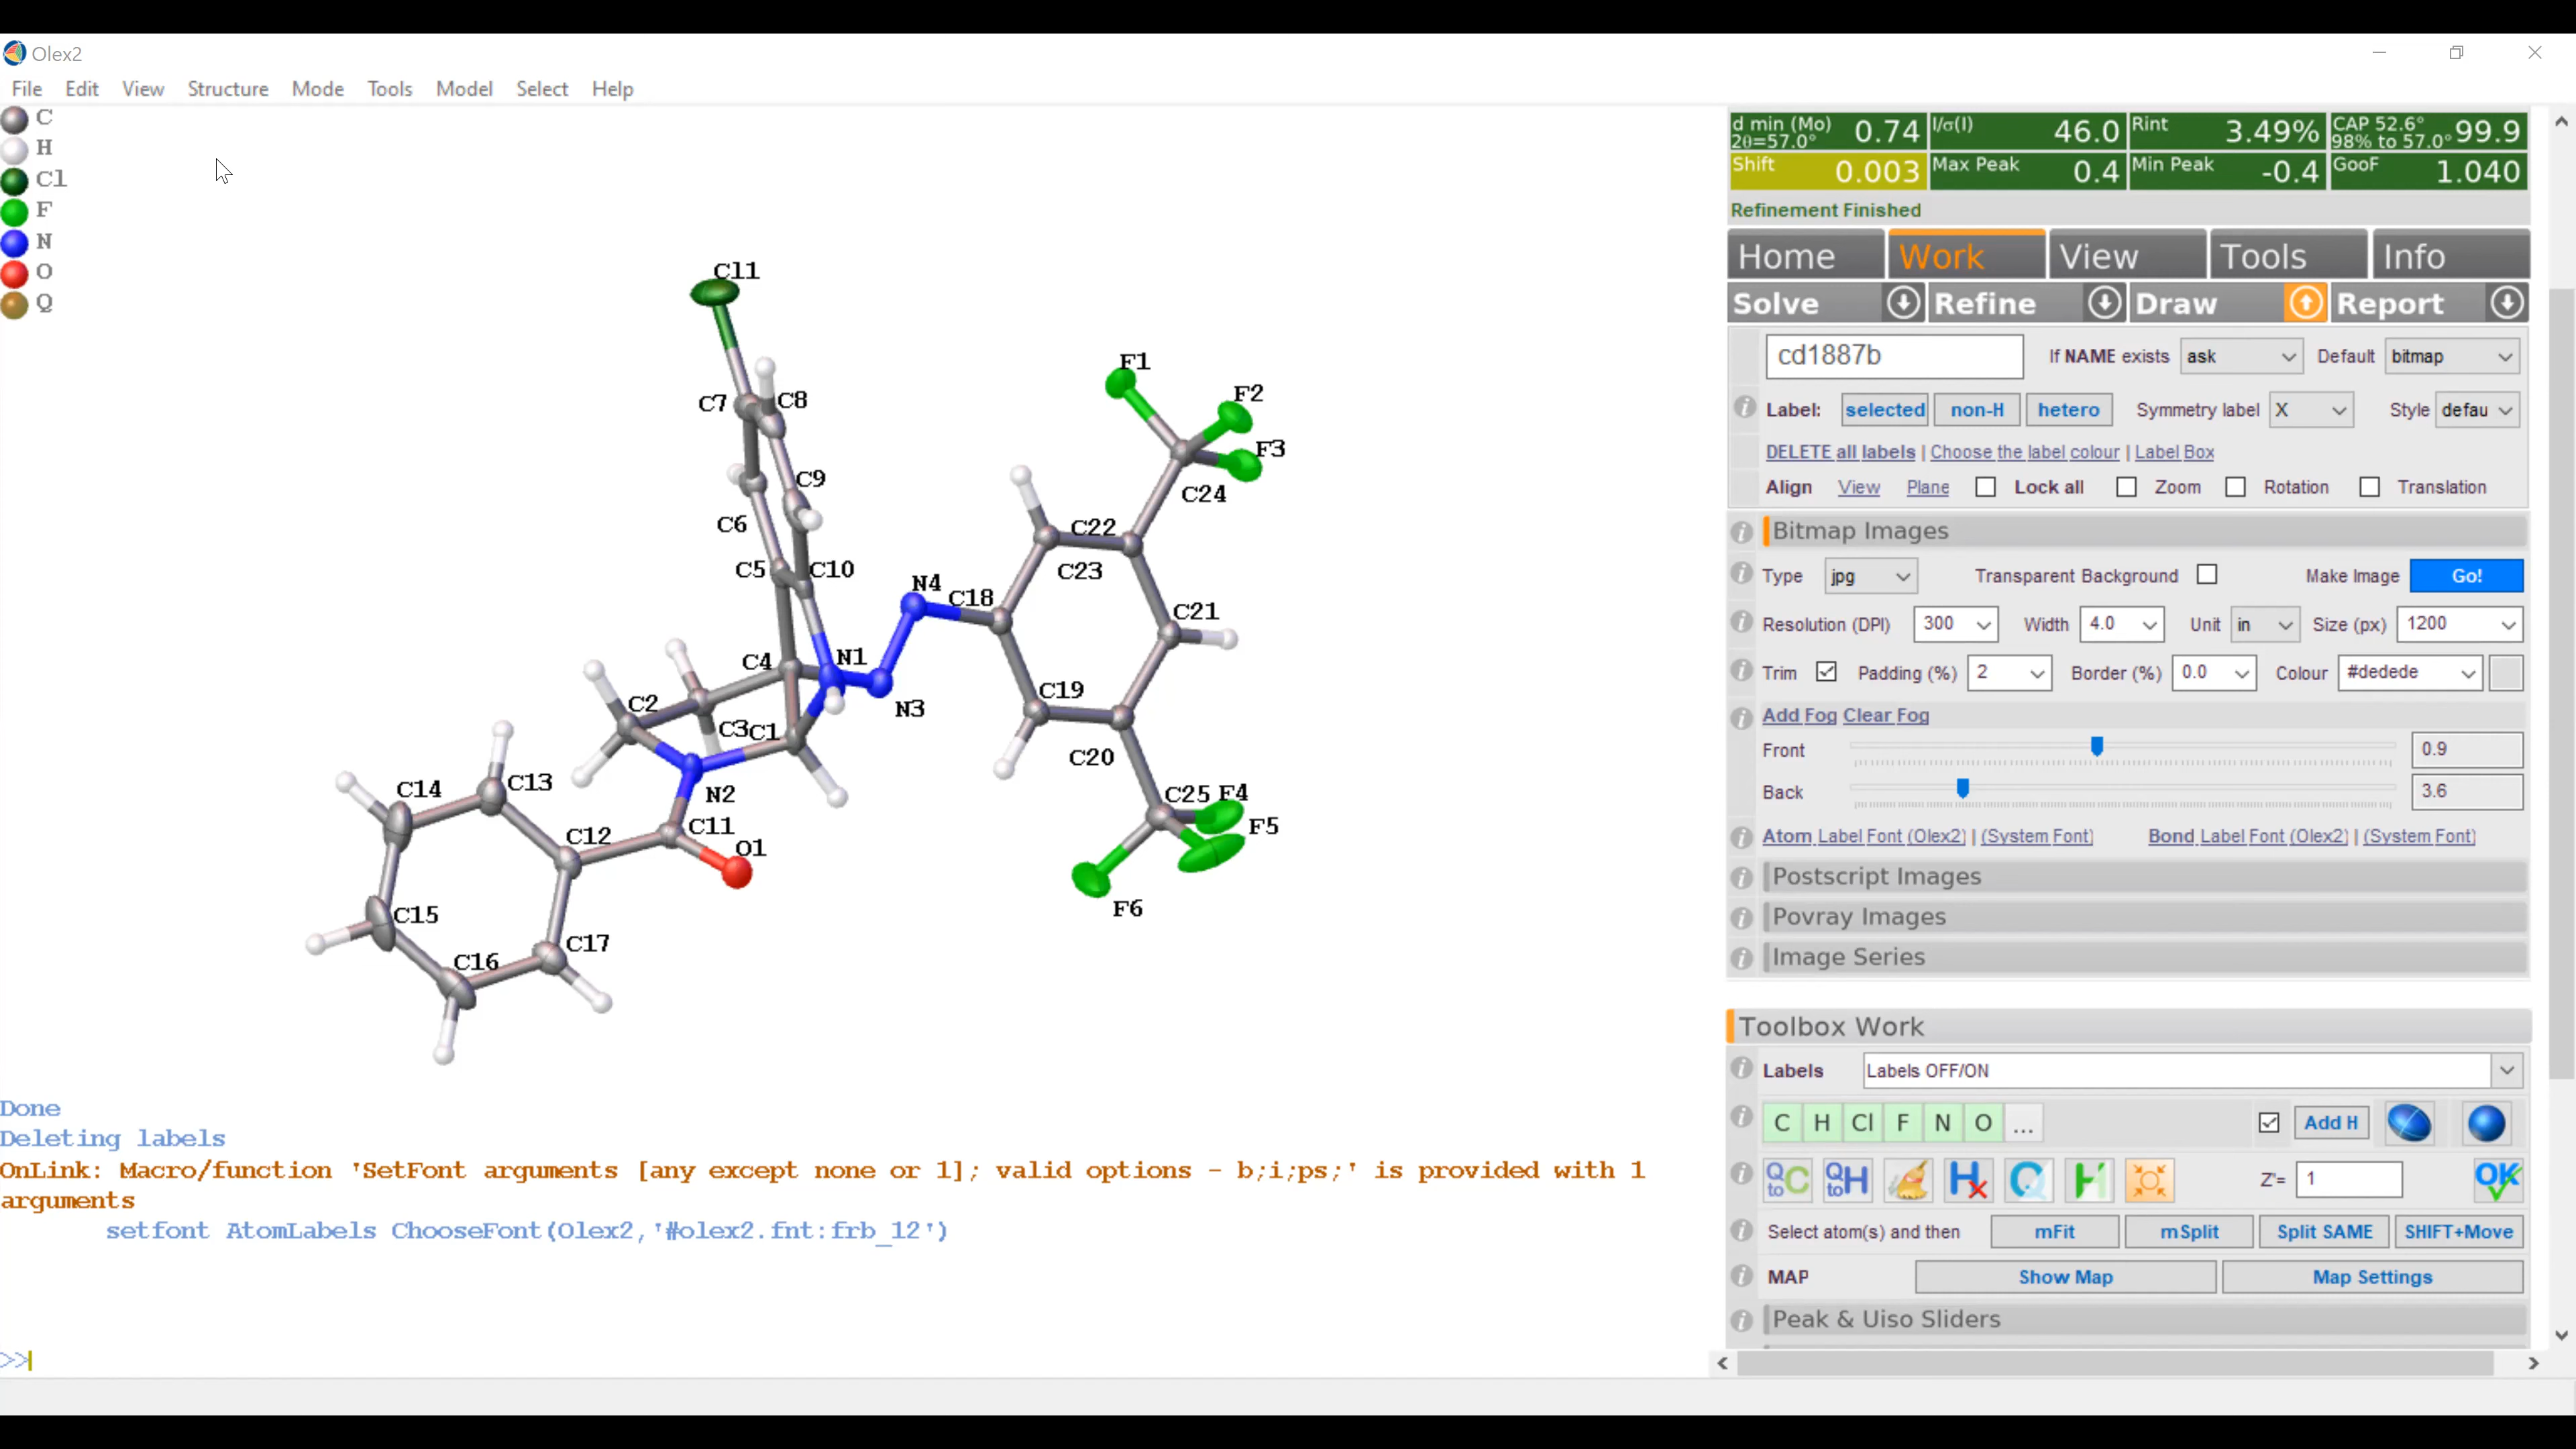 Olex2
File Edit View Structure Mode Tools Model Select Help
C
H
Cl
F
N
O
Q
Cl1
C7
C8
C9
C6
C5
C10
N4
C18
C4
N1
N3
C2
C3
C1
C13
C14
N2
C12
C11
O1
C15
C17
C16
F1
F2
F3
C24
C22
C23
C21
C19
C20
C25
F4
F5
F6
Done
Deleting labels
OnLink: Macro/function 'SetFont arguments [any except none or 1]; valid options - b;i;ps;' is provided with 1
arguments
setfont AtomLabels ChooseFont(Olex2,'#olex2.fnt:frb_12')
>>
d min (Mo) 2θ=57.0° 0.74 I/σ(I) 46.0 Rint 3.49% CAP 52.6° 98% to 57.0° 99.9
Shift 0.003 Max Peak 0.4 Min Peak -0.4 GooF 1.040
Refinement Finished
Home Work View Tools Info
Solve Refine Draw Report
cd1887b If NAME exists ask Default bitmap
Label: selected non-H hetero Symmetry label X Style defau
DELETE all labels | Choose the label colour | Label Box
Align View Plane Lock all Zoom Rotation Translation
Bitmap Images
Type jpg Transparent Background Make Image Go!
Resolution (DPI) 300 Width 4.0 Unit in Size (px) 1200
Trim Padding (%) 2 Border (%) 0.0 Colour #dedede
Add Fog Clear Fog
Front 0.9
Back 3.6
Atom Label Font (Olex2) | (System Font) Bond Label Font (Olex2) | (System Font)
Postscript Images
Povray Images
Image Series
Toolbox Work
Labels Labels OFF/ON
C H Cl F N O ... Add H
Q to C Q to H H Q H Z'= 1 OK
Select atom(s) and then mFit mSplit Split SAME SHIFT+Move
MAP Show Map Map Settings
Peak & Uiso Sliders